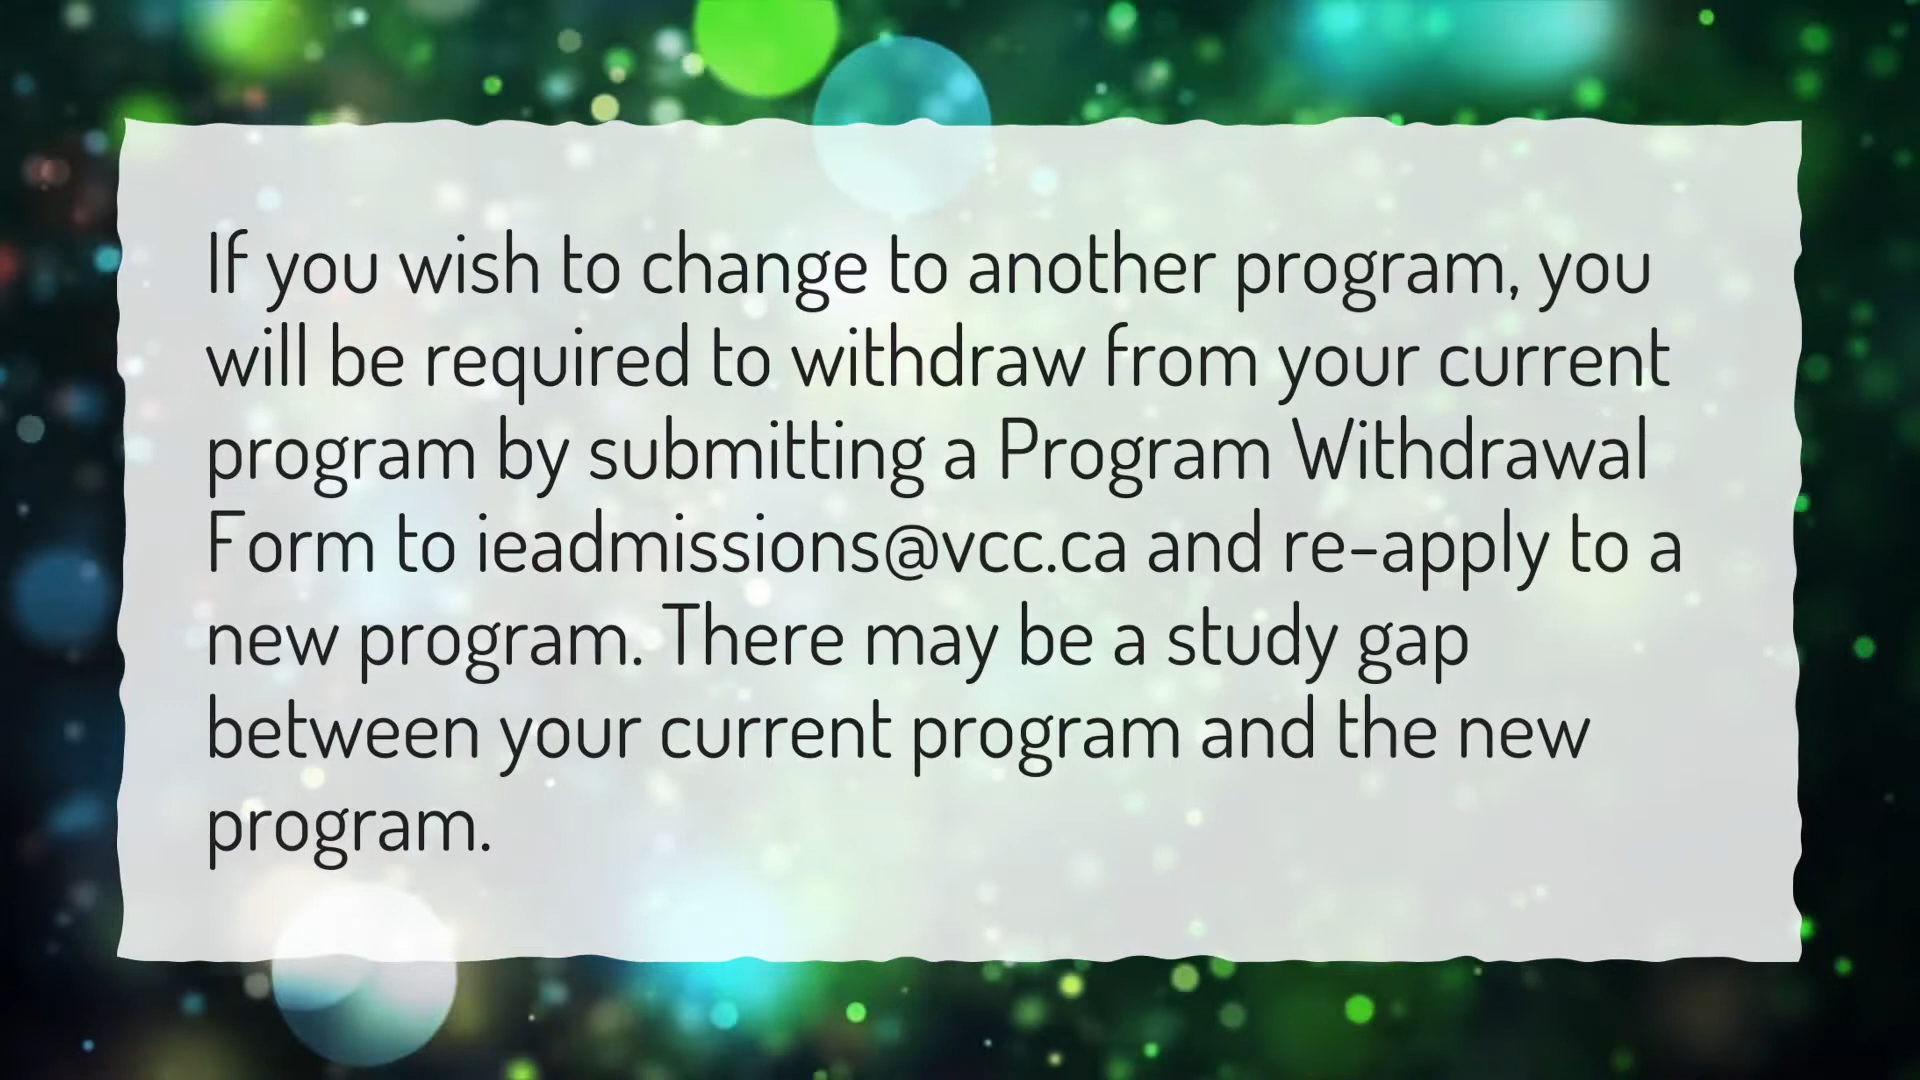 If you wish to change to another program, you
will be required to withdraw from your current
program by submitting a Program Withdrawal
Form to ieadmissions@vcc.ca and re-apply to a
new program. There may be a study gap
between your current program and the new
program.